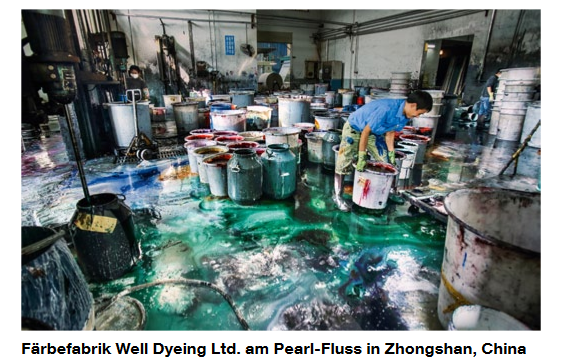 Färbefabrik Well Dyeing Ltd. am Pearl-Fluss in Zhongshan, China